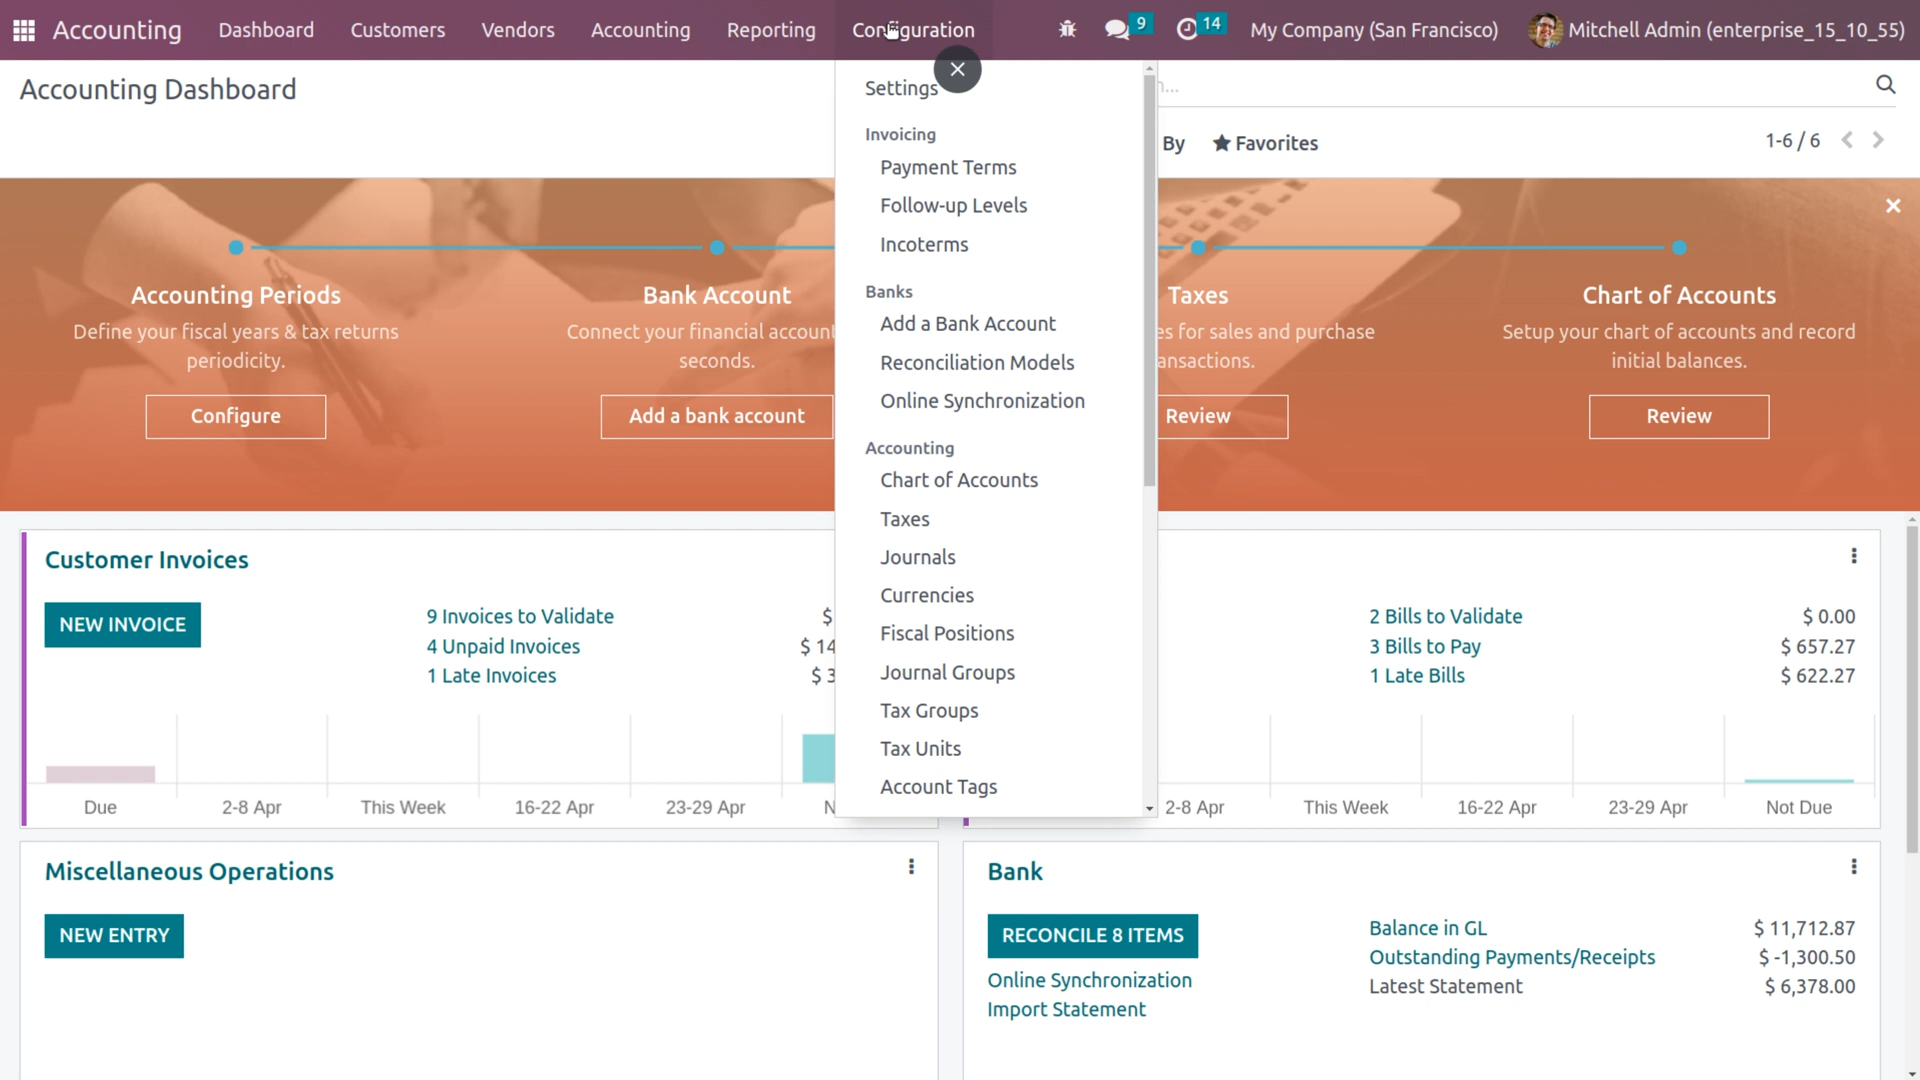 Accounting Dashboard Customers Vendors Accounting Reporting Configuration 9 14 My Company (San Francisco) Mitchell Admin (enterprise_15_10_55)
Accounting Dashboard
By Favorites 1-6 / 6
Settings
Invoicing
Payment Terms
Follow-up Levels
Incoterms
Banks
Add a Bank Account
Reconciliation Models
Online Synchronization
Accounting
Chart of Accounts
Taxes
Journals
Currencies
Fiscal Positions
Journal Groups
Tax Groups
Tax Units
Account Tags
Accounting Periods
Define your fiscal years & tax returns
periodicity.
Configure
Bank Account
Connect your financial account
seconds.
Add a bank account
Taxes
es for sales and purchase
ansactions.
Review
Chart of Accounts
Setup your chart of accounts and record
initial balances.
Review
Customer Invoices
NEW INVOICE
9 Invoices to Validate $
4 Unpaid Invoices $ 14
1 Late Invoices $ 3
Due 2-8 Apr This Week 16-22 Apr 23-29 Apr N
2 Bills to Validate $ 0.00
3 Bills to Pay $ 657.27
1 Late Bills $ 622.27
2-8 Apr This Week 16-22 Apr 23-29 Apr Not Due
Miscellaneous Operations
NEW ENTRY
Bank
RECONCILE 8 ITEMS
Online Synchronization
Import Statement
Balance in GL $ 11,712.87
Outstanding Payments/Receipts $ -1,300.50
Latest Statement $ 6,378.00